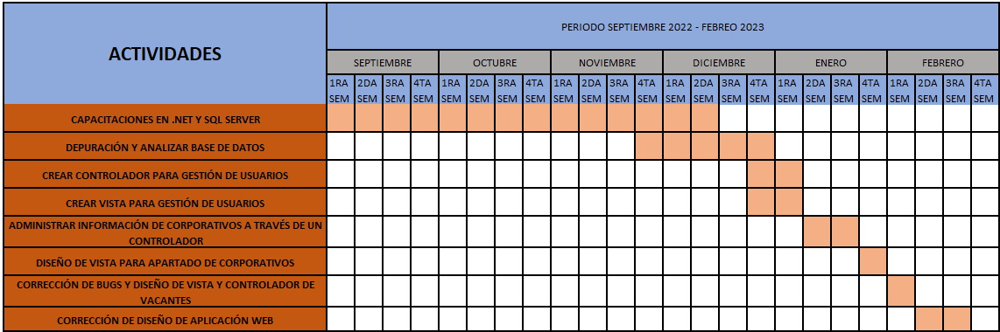 ACTIVIDADES
PERIODO SEPTIEMBRE 2022 - FEBREO 2023
SEPTIEMBRE OCTUBRE NOVIEMBRE DICIEMBRE ENERO FEBRERO
1RA 2DA 3RA 4TA 1RA 2DA 3RA 4TA 1RA 2DA 3RA 4TA 1RA 2DA 3RA 4TA 1RA 2DA 3RA 4TA 1RA 2DA 3RA 4TA
SEM SEM SEM SEM SEM SEM SEM SEM SEM SEM SEM SEM SEM SEM SEM SEM SEM SEM SEM SEM SEM SEM SEM SEM
CAPACITACIONES EN .NET Y SQL SERVER
DEPURACIÓN Y ANALIZAR BASE DE DATOS
CREAR CONTROLADOR PARA GESTIÓN DE USUARIOS
CREAR VISTA PARA GESTIÓN DE USUARIOS
ADMINISTRAR INFORMACIÓN DE CORPORATIVOS A TRAVÉS DE UN
CONTROLADOR
DISEÑO DE VISTA PARA APARTADO DE CORPORATIVOS
CORRECCIÓN DE BUGS Y DISEÑO DE VISTA Y CONTROLADOR DE
VACANTES
CORRECCIÓN DE DISEÑO DE APLICACIÓN WEB